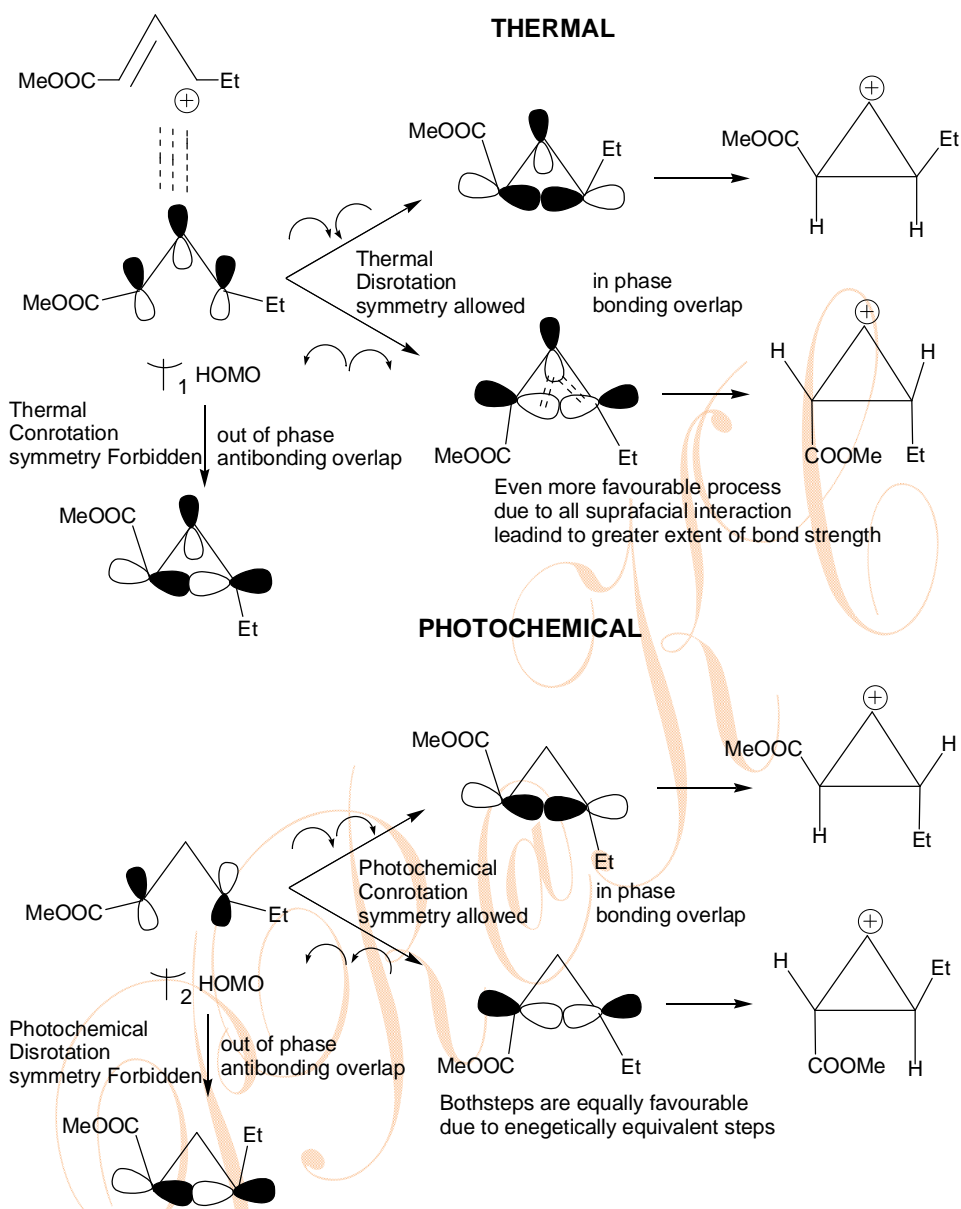 THERMAL
MeOOC
Et
⊕
MeOOC
Et
⊕
MeOOC
Et
H
H
MeOOC
Et
Thermal
Disrotation
symmetry allowed
in phase
bonding overlap
1 HOMO
Thermal
Conrotation
symmetry Forbidden
out of phase
antibonding overlap
MeOOC
Et
⊕
H
H
COOMe
Et
Even more favourable process
due to all suprafacial interaction
leadind to greater extent of bond strength
MeOOC
Et
PHOTOCHEMICAL
MeOOC
Et
⊕
MeOOC
H
H
Et
MeOOC
Et
Photochemical
Conrotation
symmetry allowed
in phase
bonding overlap
2 HOMO
Photochemical
Disrotation
symmetry Forbidden
out of phase
antibonding overlap
MeOOC
Et
⊕
H
Et
COOMe
H
Bothsteps are equally favourable
due to enegetically equivalent steps
MeOOC
Et